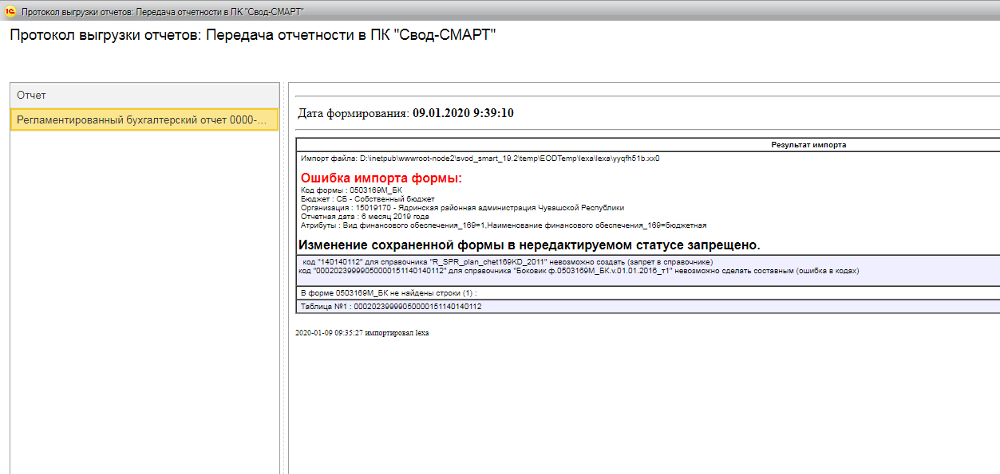 1С Протокол выгрузки отчетов: Передача отчетности в ПК "Свод-СМАРТ"
Протокол выгрузки отчетов: Передача отчетности в ПК "Свод-СМАРТ"
Отчет
Регламентированный бухгалтерский отчет 0000-...
Дата формирования: 09.01.2020 9:39:10
Результат импорта
Импорт файла: D:\inetpub\wwwroot-node2\svod_smart_19.2\temp\EODTemp\lexa\lexa\yyqfh51b.xx0
Ошибка импорта формы:
Код формы : 0503169М_БК
Бюджет : СБ - Собственный бюджет
Организация : 15019170 - Ядринская районная администрация Чувашской Республики
Отчетная дата : 6 месяц 2019 года
Атрибуты : Вид финансового обеспечения_169=1,Наименование финансового обеспечения_169=бюджетная
Изменение сохраненной формы в нередактируемом статусе запрещено.
код "140140112" для справочника "R_SPR_plan_chet169KD_2011" невозможно создать (запрет в справочнике)
код "00020239999050000151140140112" для справочника "Боковик ф.0503169М_БК.v.01.01.2016_т1" невозможно сделать составным (ошибка в кодах)
В форме 0503169М_БК не найдены строки (1) :
Таблица №1 : 00020239999050000151140140112
2020-01-09 09:35:27 импортировал lexa